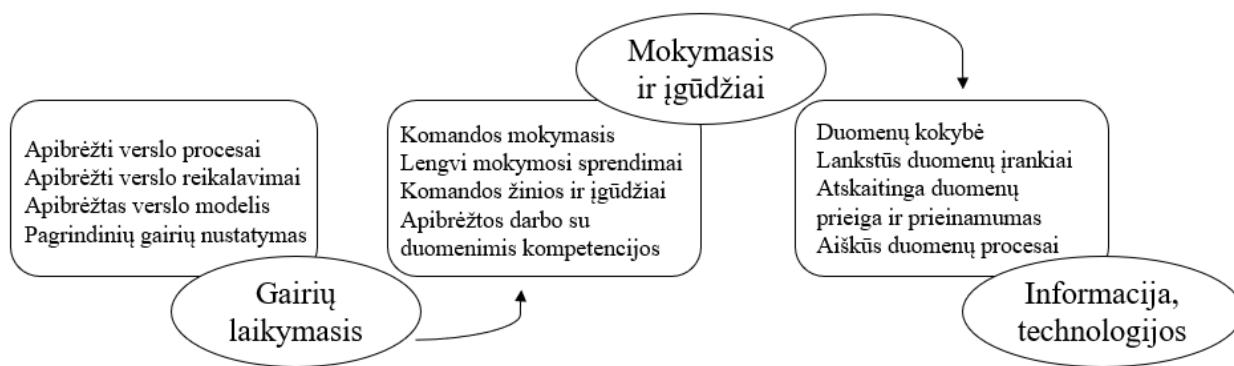 Apibrėžti verslo procesai
Apibrėžti verslo reikalavimai
Apibrėžtas verslo modelis
Pagrindinių gairių nustatymas
Gairių
laikymasis
Mokymasis
ir įgūdžiai
Komandos mokymasis
Lengvi mokymosi sprendimai
Komandos žinios ir įgūdžiai
Apibrėžtos darbo su
duomenimis kompetencijos
Duomenų kokybė
Lankstūs duomenų įrankiai
Atskaitinga duomenų
prieiga ir prieinamumas
Aiškūs duomenų procesai
Informacija,
technologijos